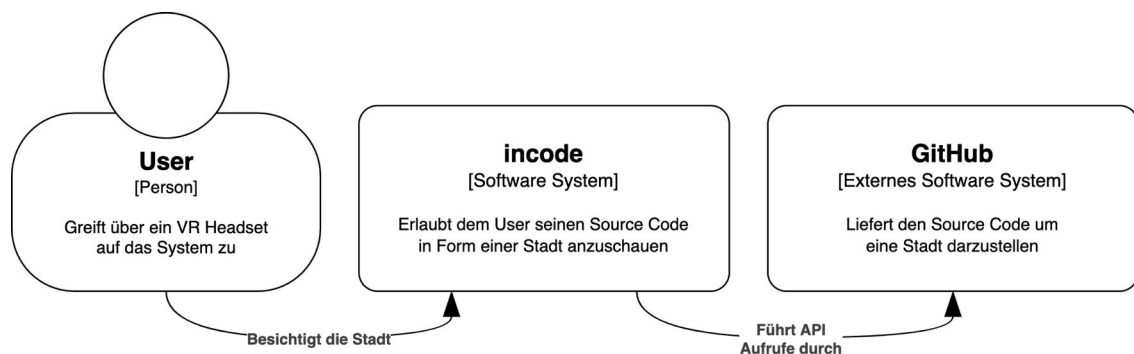 User
[Person]
Greift über ein VR Headset
auf das System zu
incode
[Software System]
Erlaubt dem User seinen Source Code
in Form einer Stadt anzuschauen
GitHub
[Externes Software System]
Liefert den Source Code um
eine Stadt darzustellen
Besichtigt die Stadt
Führt API
Aufrufe durch